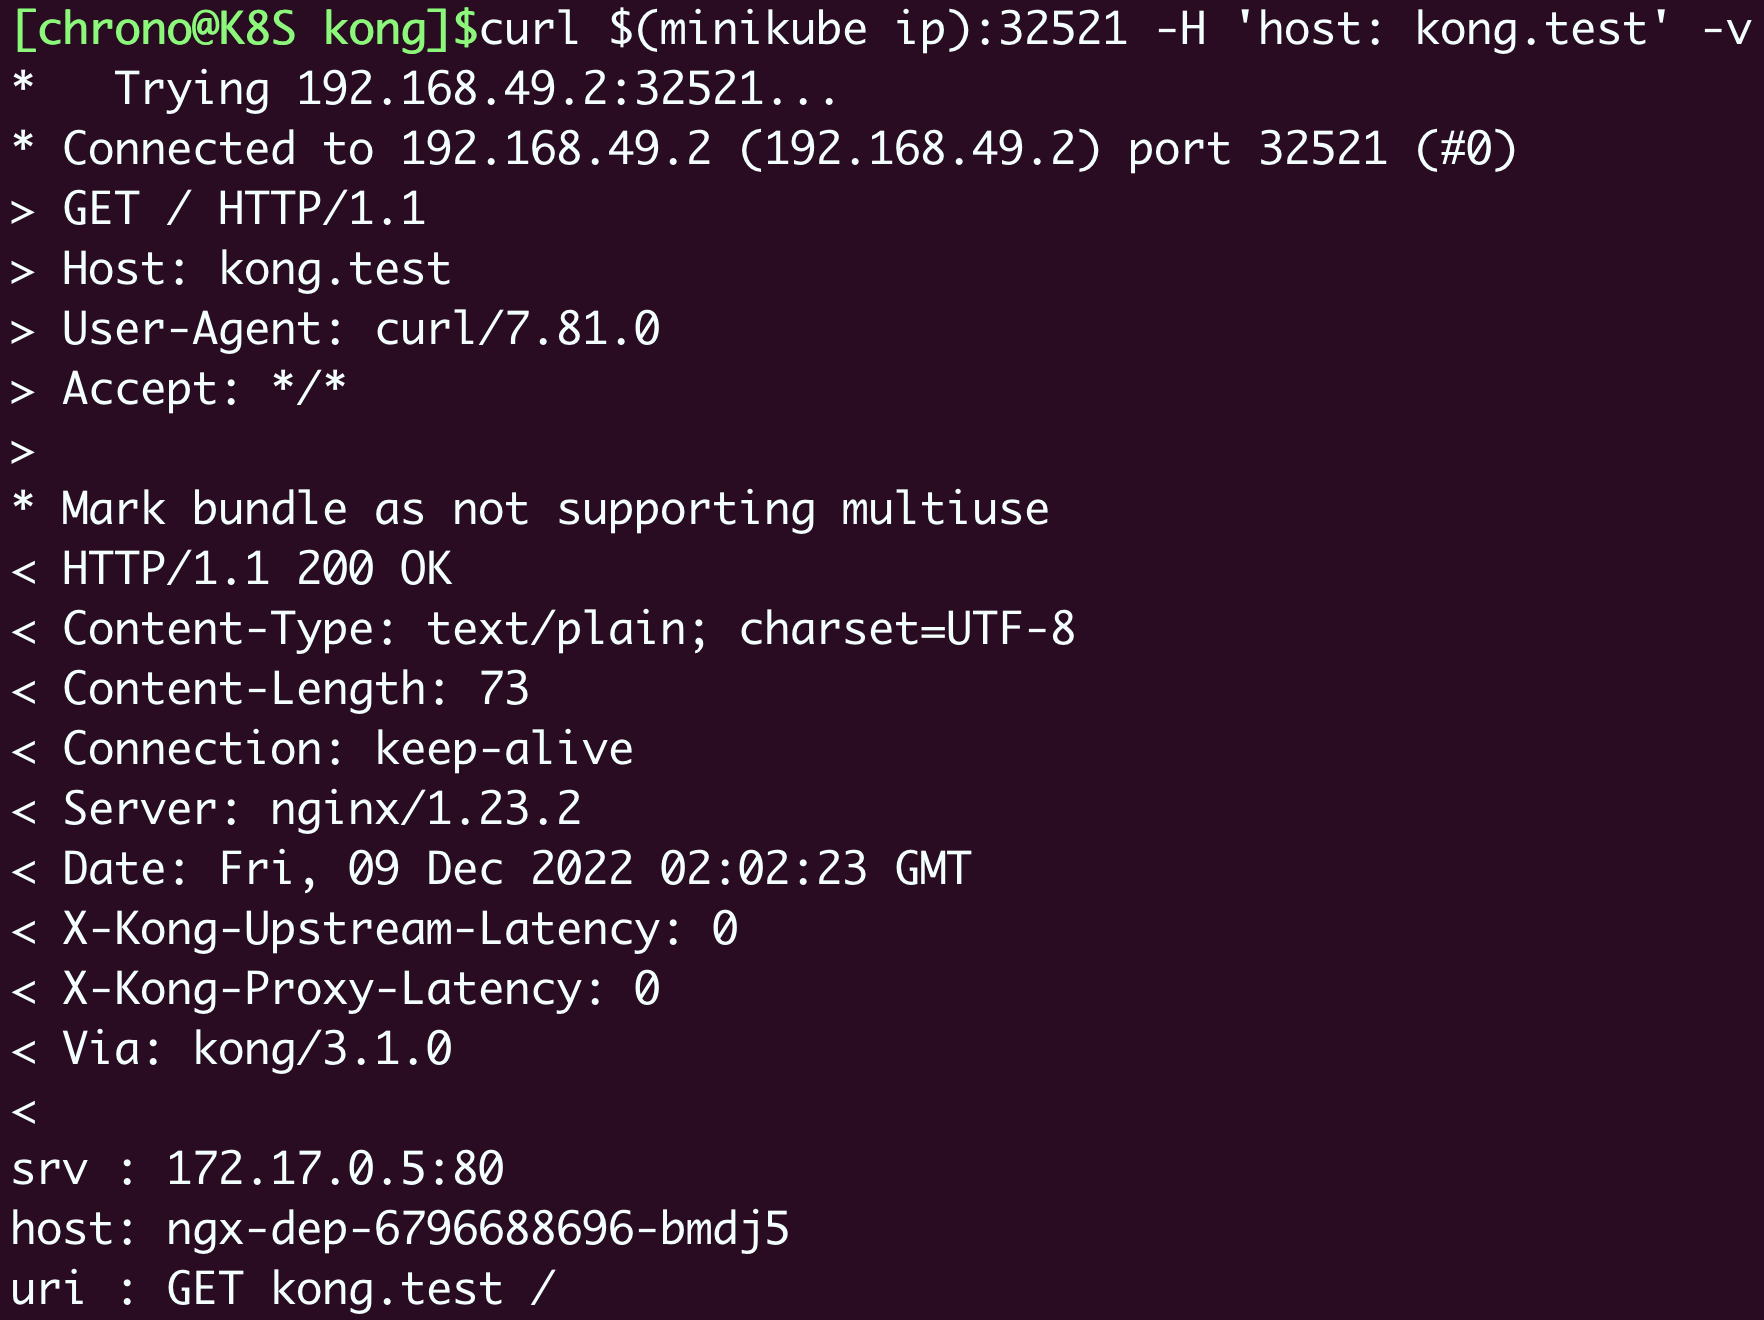 [chrono@K8S kong]$curl $(minikube ip):32521 -H 'host: kong.test' -v
*   Trying 192.168.49.2:32521...
* Connected to 192.168.49.2 (192.168.49.2) port 32521 (#0)
> GET / HTTP/1.1
> Host: kong.test
> User-Agent: curl/7.81.0
> Accept: */*
>
* Mark bundle as not supporting multiuse
< HTTP/1.1 200 OK
< Content-Type: text/plain; charset=UTF-8
< Content-Length: 73
< Connection: keep-alive
< Server: nginx/1.23.2
< Date: Fri, 09 Dec 2022 02:02:23 GMT
< X-Kong-Upstream-Latency: 0
< X-Kong-Proxy-Latency: 0
< Via: kong/3.1.0
<
srv : 172.17.0.5:80
host: ngx-dep-6796688696-bmdj5
uri : GET kong.test /